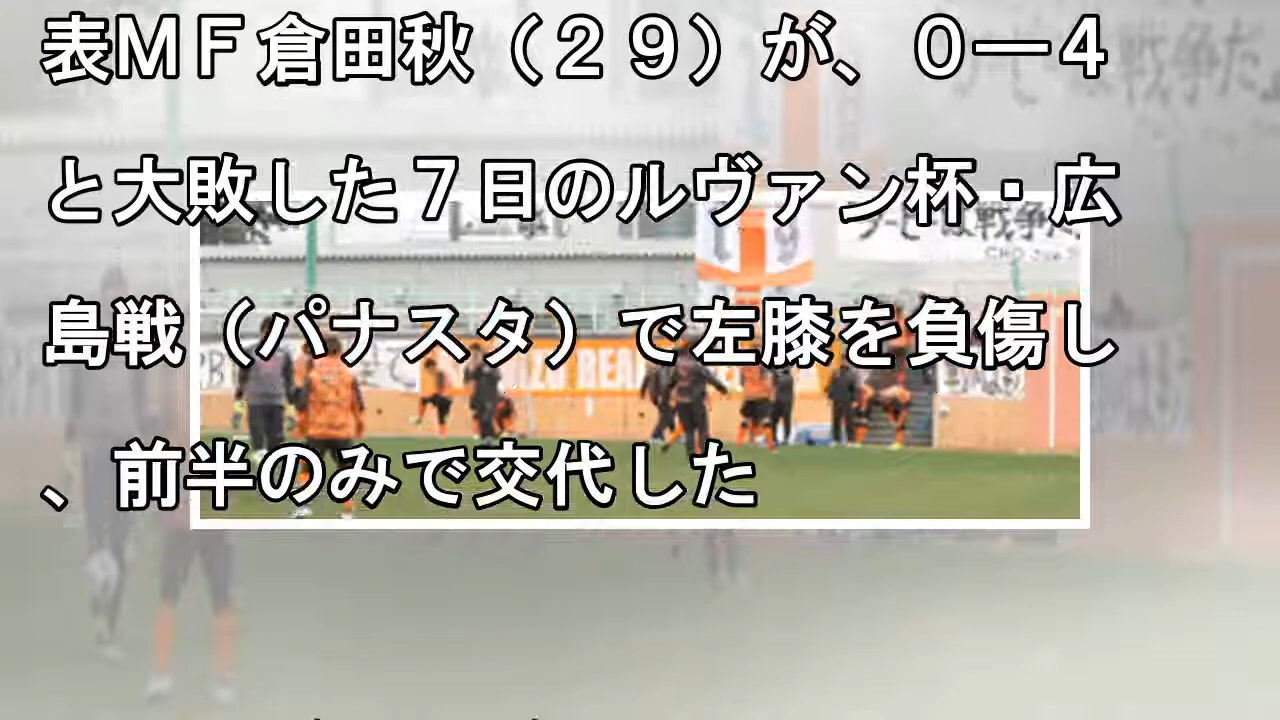 表ＭＦ倉田秋（２９）が、０―４
と大敗した７日のルヴァン杯・広
島戦（パナスタ）で左膝を負傷し
、前半のみで交代した